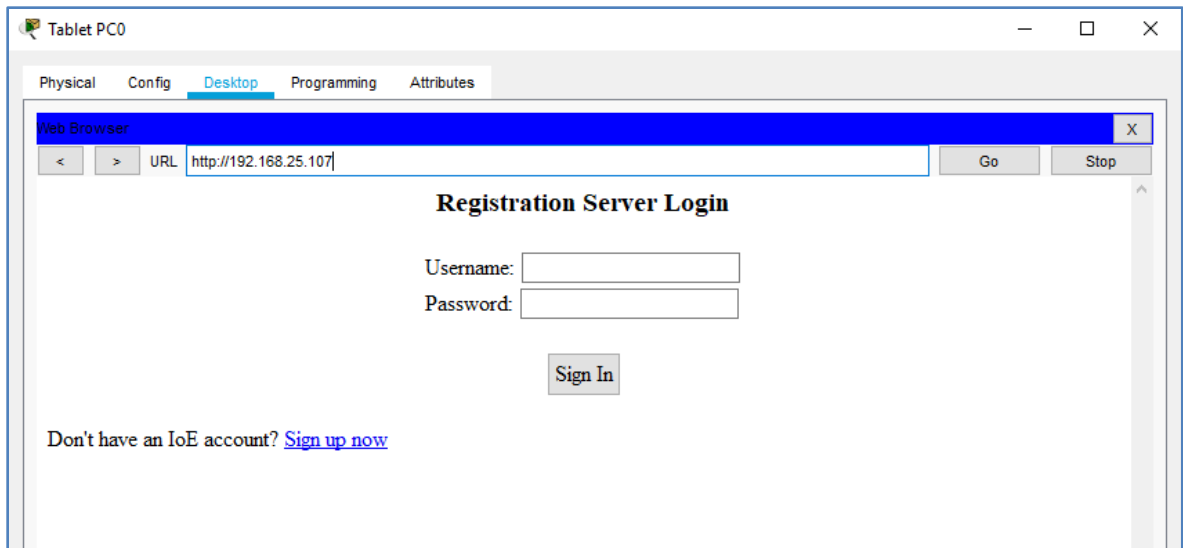 Tablet PC0
Physical Config Desktop Programming Attributes
Web Browser X
< > URL http://192.168.25.107 Go Stop
Registration Server Login
Username:
Password:
Sign In
Don't have an IoE account? Sign up now